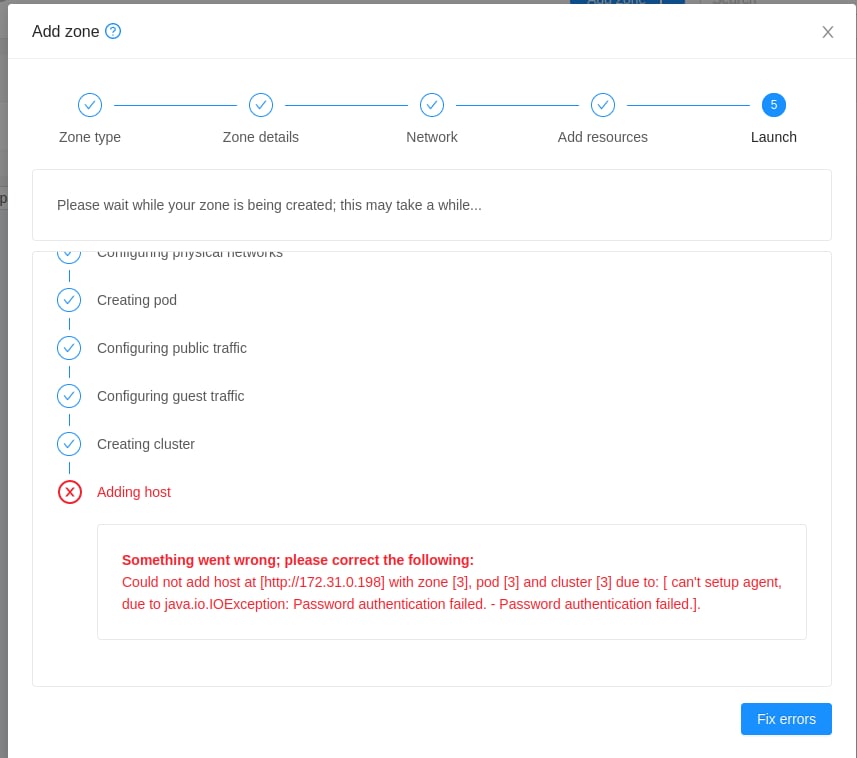 Add zone
Search
Add zone
Zone type
Zone details
Network
Add resources
5
Launch
Please wait while your zone is being created; this may take a while...
Configuring physical networks
Creating pod
Configuring public traffic
Configuring guest traffic
Creating cluster
Adding host
Something went wrong; please correct the following:
Could not add host at [http://172.31.0.198] with zone [3], pod [3] and cluster [3] due to: [ can't setup agent,
due to java.io.IOException: Password authentication failed. - Password authentication failed.].
Fix errors